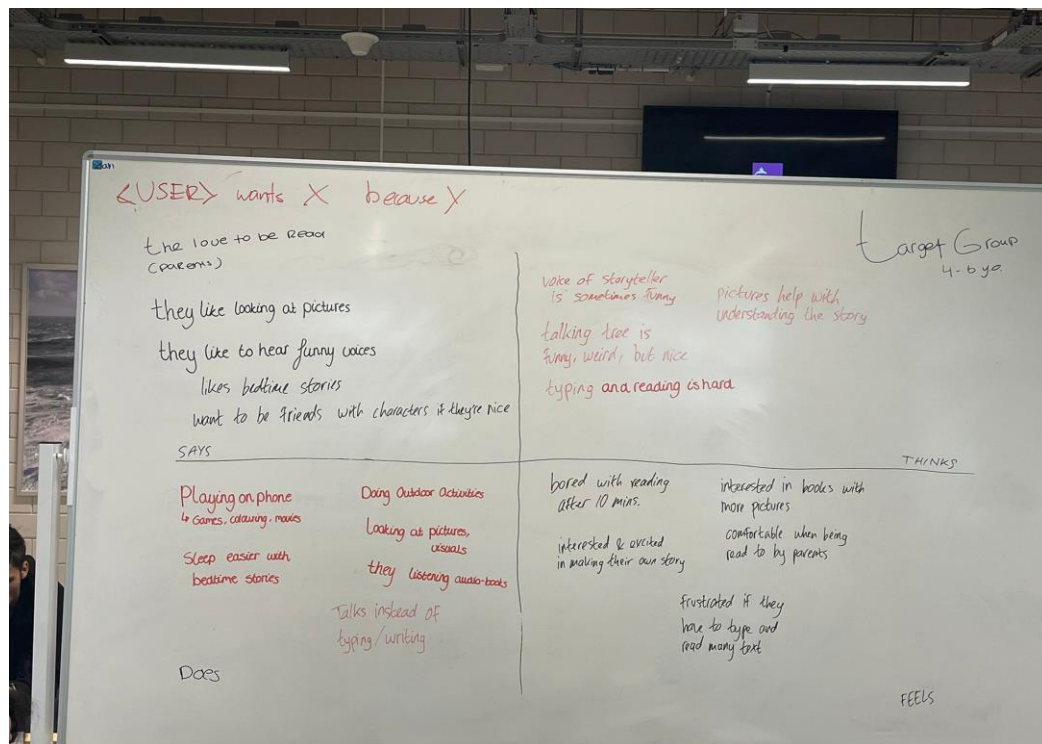 <USER> wants X because Y
the love to be READ
(PARENTS)
they like looking at pictures
they like to hear funny voices
likes bedtime stories
want to be friends with characters if they're nice
SAYS
Target Group
4-6 yo.
voice of storyteller
is sometimes funny
talking tree is
funny, weird, but nice
typing and reading is hard
pictures help with
understanding the story
THINKS
Playing on phone
↳ Games, colouring, movies
Sleep easier with
bedtime stories
Doing Outdoor Activities
Looking at pictures,
visuals
they listening audio-books
Talks instead of
typing/writing
Does
bored with reading
after 10 mins.
interested & excited
in making their own story
interested in books with
more pictures
comfortable when being
read to by parents
frustrated if they
have to type and
read many text
FEELS